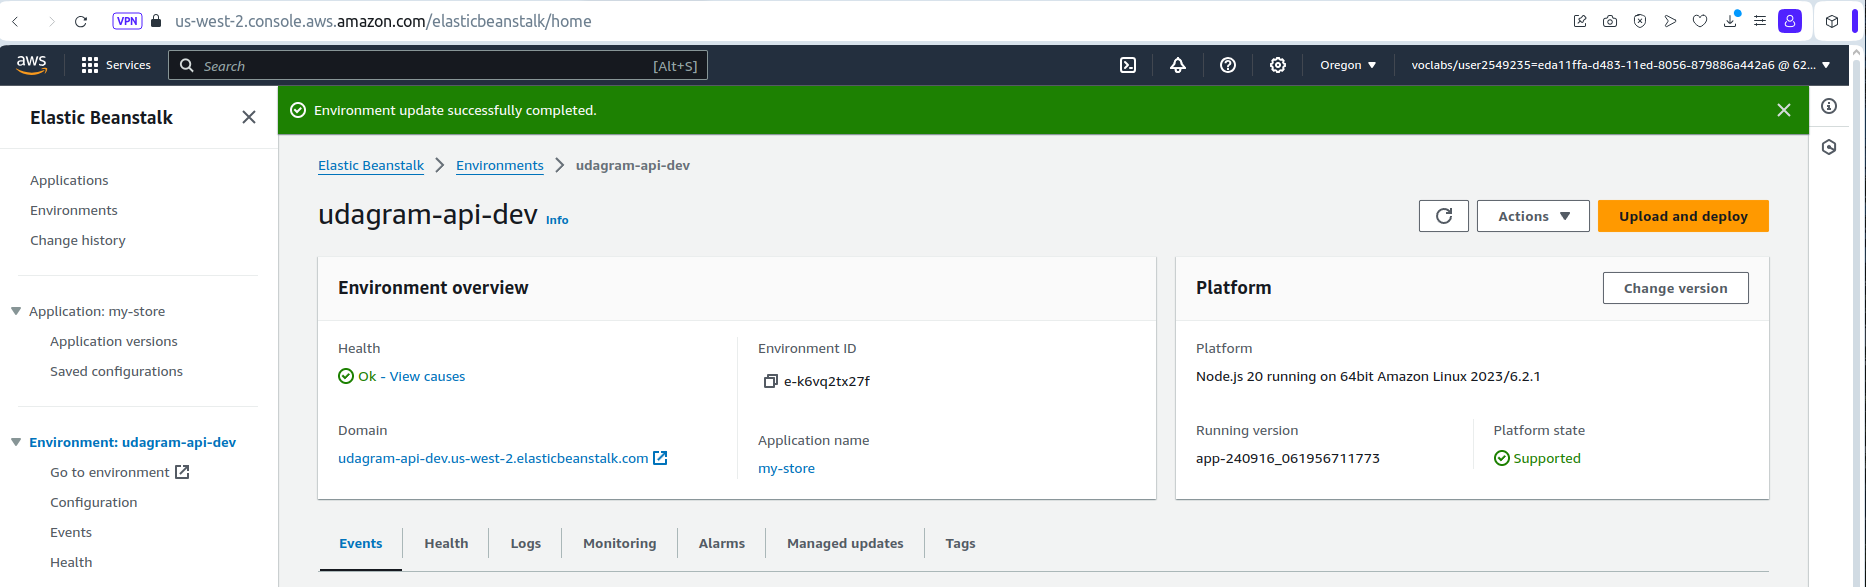 VPN us-west-2.console.aws.amazon.com/elasticbeanstalk/home
aws Services Search [Alt+S] Oregon voclabs/user2549235=eda11ffa-d483-11ed-8056-879886a442a6 @ 62...
Elastic Beanstalk
Applications
Environments
Change history
Application: my-store
Application versions
Saved configurations
Environment: udagram-api-dev
Go to environment
Configuration
Events
Health
Environment update successfully completed.
Elastic Beanstalk Environments udagram-api-dev
udagram-api-dev Info
Actions Upload and deploy
Environment overview
Health
Ok - View causes
Domain
udagram-api-dev.us-west-2.elasticbeanstalk.com
Environment ID
e-k6vq2tx27f
Application name
my-store
Platform Change version
Platform
Node.js 20 running on 64bit Amazon Linux 2023/6.2.1
Running version
app-240916_061956711773
Platform state
Supported
Events Health Logs Monitoring Alarms Managed updates Tags